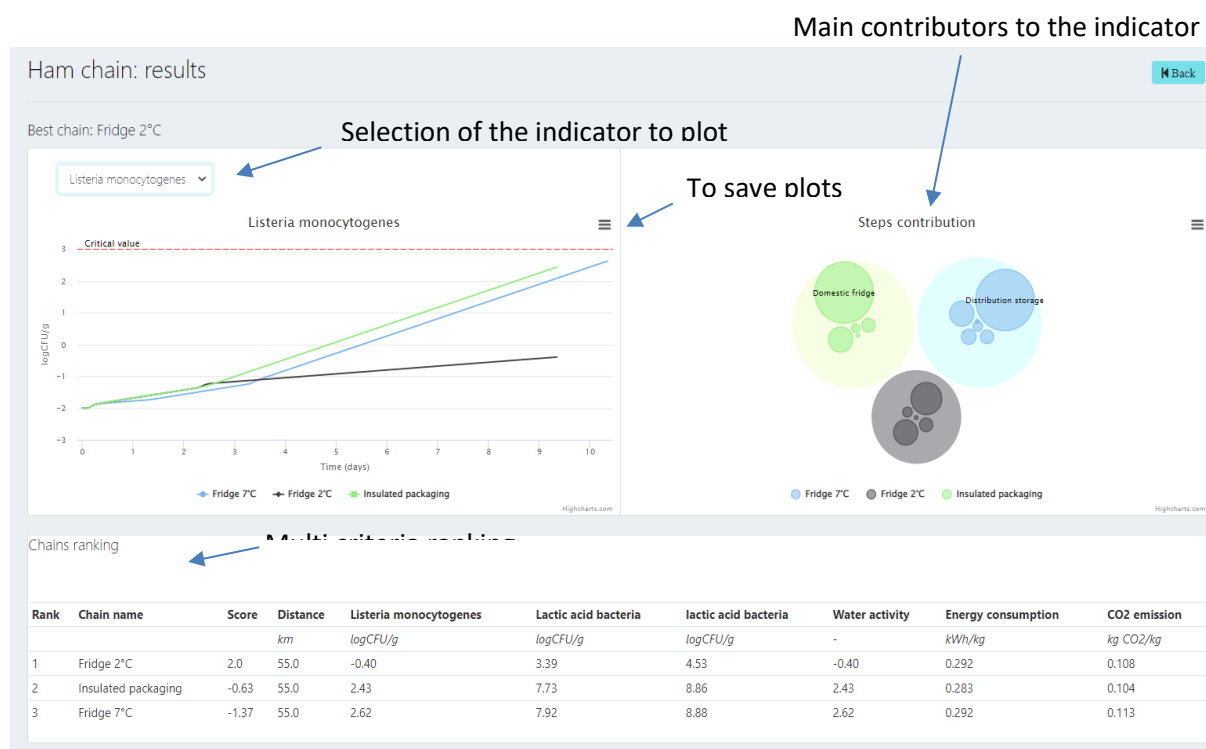 Main contributors to the indicator
Ham chain: results
Back
Best chain: Fridge 2°C
Selection of the indicator to plot
Listeria monocytogenes
To save plots
Listeria monocytogenes
Steps contribution
Critical value
3
2
1
0
-1
-2
-3
logCFU/g
0 1 2 3 4 5 6 7 8 9 10
Time (days)
Fridge 7°C Fridge 2°C Insulated packaging
Highcharts.com
Domestic fridge
Distribution storage
Fridge 7°C Fridge 2°C Insulated packaging
Highcharts.com
Chains ranking
Multi criteria ranking
Rank Chain name Score Distance Listeria monocytogenes Lactic acid bacteria lactic acid bacteria Water activity Energy consumption CO2 emission
km logCFU/g logCFU/g logCFU/g - kWh/kg kg CO2/kg
1 Fridge 2°C 2.0 55.0 -0.40 3.39 4.53 -0.40 0.292 0.108
2 Insulated packaging -0.63 55.0 2.43 7.73 8.86 2.43 0.283 0.104
3 Fridge 7°C -1.37 55.0 2.62 7.92 8.88 2.62 0.292 0.113